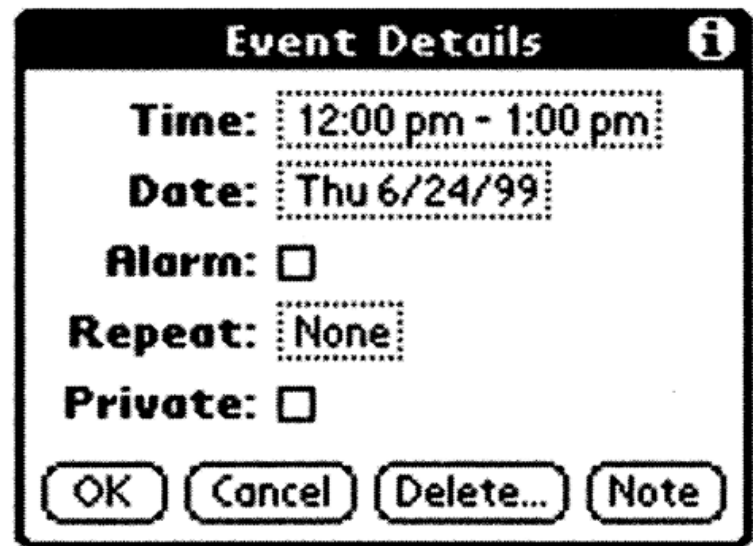 Event Details i
Time: 12:00 pm - 1:00 pm
Date: Thu 6/24/99
Alarm:
Repeat: None
Private:
OK Cancel Delete... Note